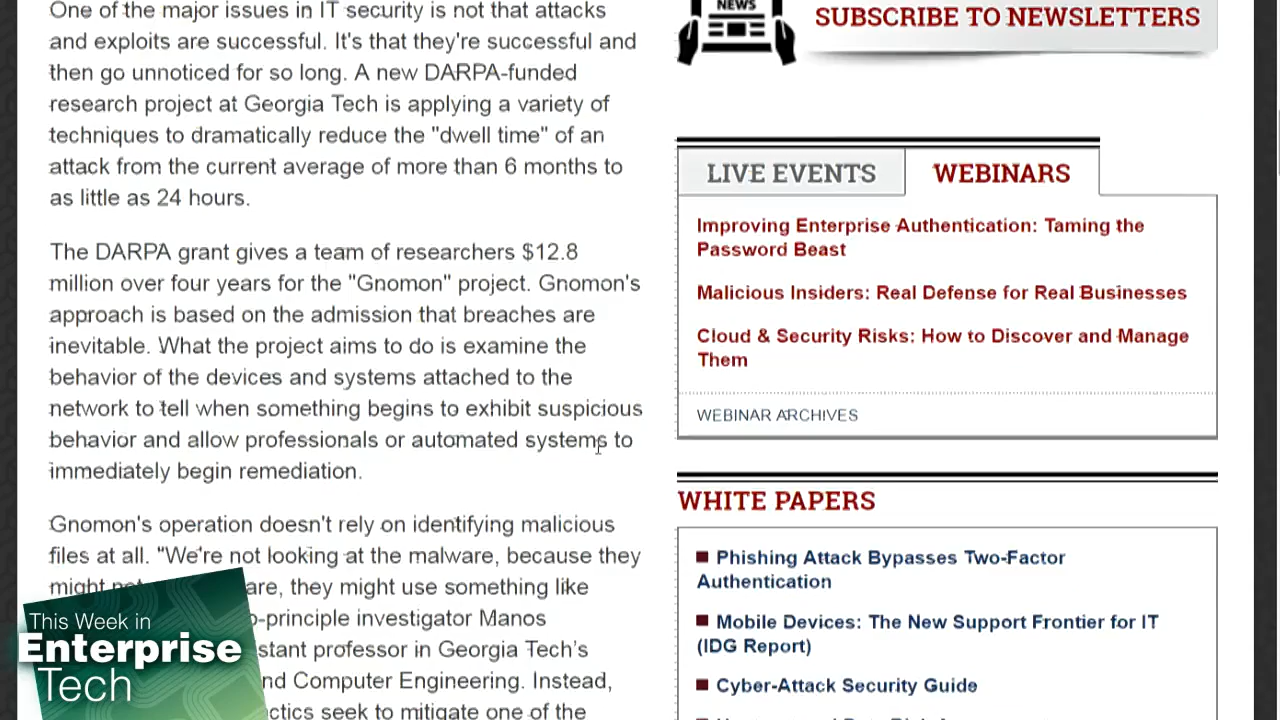 One of the major issues in IT security is not that attacks
and exploits are successful. It's that they're successful and
then go unnoticed for so long. A new DARPA-funded
research project at Georgia Tech is applying a variety of
techniques to dramatically reduce the "dwell time" of an
attack from the current average of more than 6 months to
as little as 24 hours.
The DARPA grant gives a team of researchers $12.8
million over four years for the "Gnomon" project. Gnomon's
approach is based on the admission that breaches are
inevitable. What the project aims to do is examine the
behavior of the devices and systems attached to the
network to tell when something begins to exhibit suspicious
behavior and allow professionals or automated systems to
immediately begin remediation.
Gnomon's operation doesn't rely on identifying malicious
files at all. "We're not looking at the malware, because they
might they might use something like
principle investigator Manos
professor in Georgia Tech's
Computer Engineering. Instead,
seek to mitigate one of the
NEWS
SUBSCRIBE TO NEWSLETTERS
LIVE EVENTS
WEBINARS
Improving Enterprise Authentication: Taming the
Password Beast
Malicious Insiders: Real Defense for Real Businesses
Cloud & Security Risks: How to Discover and Manage
Them
WEBINAR ARCHIVES
WHITE PAPERS
Phishing Attack Bypasses Two-Factor
Authentication
Mobile Devices: The New Support Frontier for IT
(IDG Report)
Cyber-Attack Security Guide
This Week in
Enterprise
Tech